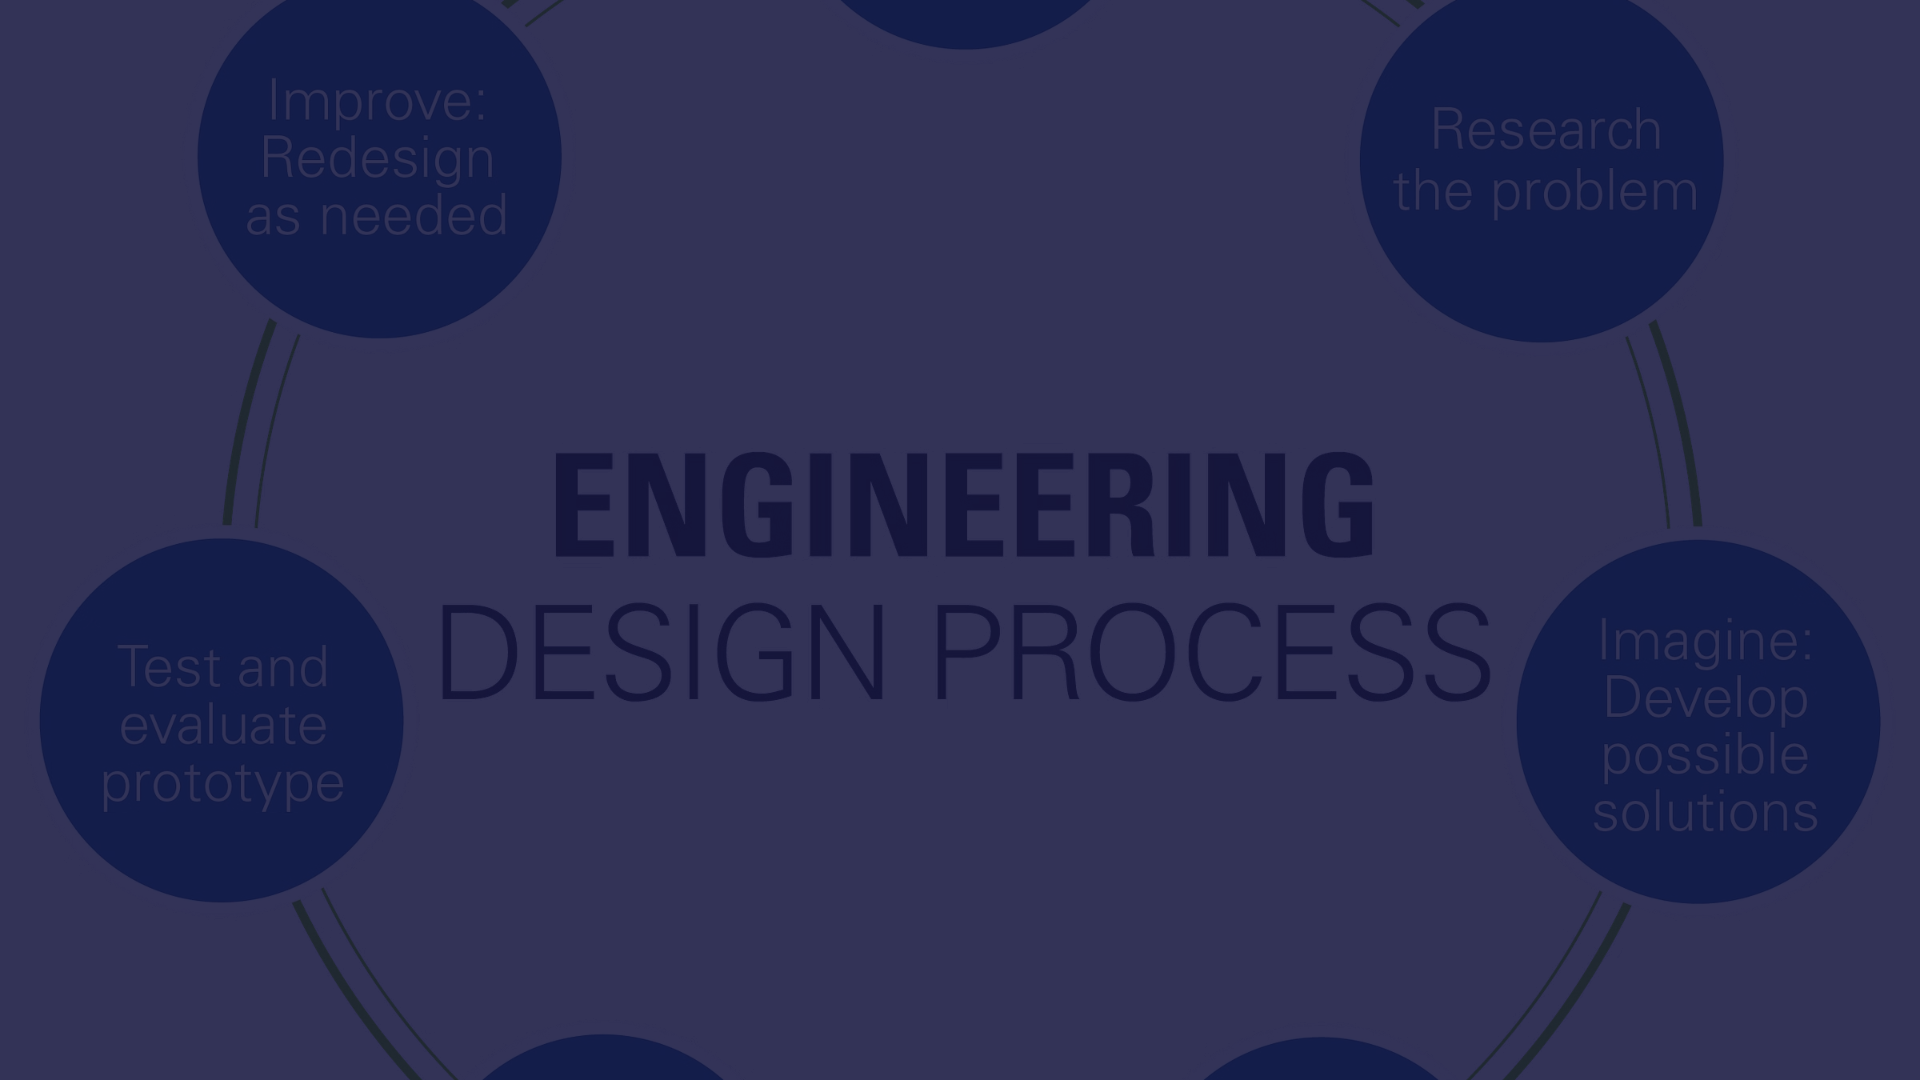 Improve:
Redesign
as needed
Research
the problem
ENGINEERING
DESIGN PROCESS
Test and
evaluate
prototype
Imagine:
Develop
possible
solutions